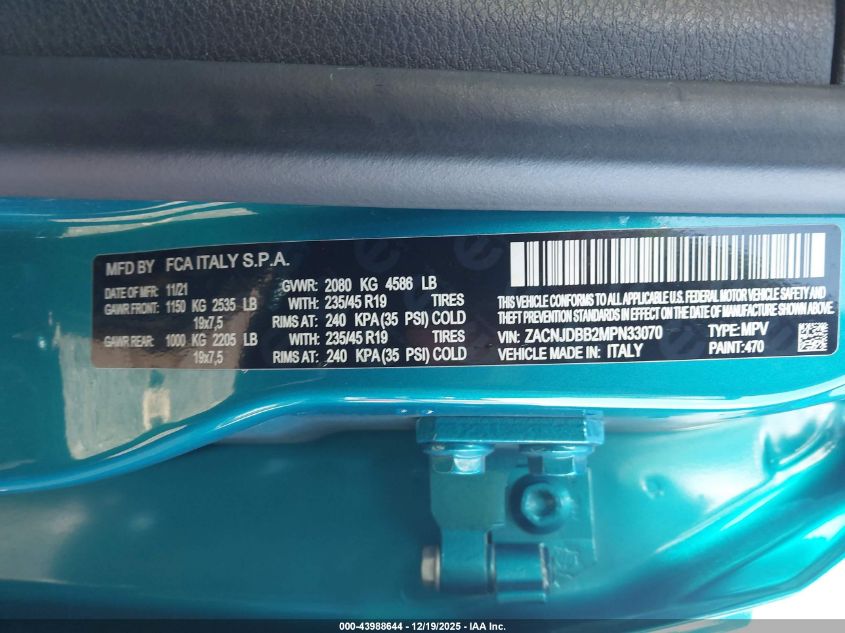 MFD BY FCA ITALY S.P.A.
DATE OF MFR: 11/21 GVWR: 2080 KG 4586 LB
GAWR FRONT: 1150 KG 2535 LB WITH: 235/45 R19 TIRES
19x7,5 RIMS AT: 240 KPA (35 PSI) COLD
GAWR REAR: 1000 KG 2205 LB WITH: 235/45 R19 TIRES
19x7,5 RIMS AT: 240 KPA (35 PSI) COLD
THIS VEHICLE CONFORMS TO ALL APPLICABLE U.S. FEDERAL MOTOR VEHICLE SAFETY AND
THEFT PREVENTION STANDARDS IN EFFECT ON THE DATE OF MANUFACTURE SHOWN ABOVE.
VIN: ZACNJDBB2MPN33070 TYPE: MPV
VEHICLE MADE IN: ITALY PAINT: 470
000-43988644 - 12/19/2025 - IAA Inc.